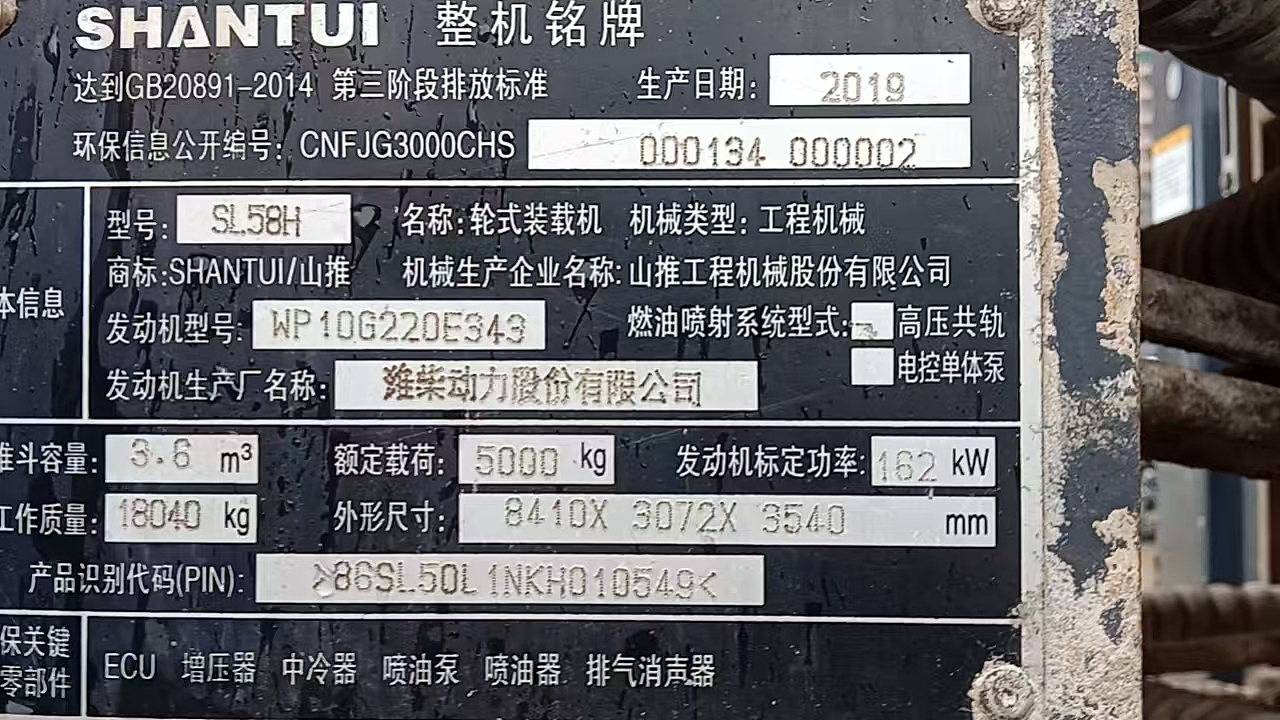 SHANTUI 整机铭牌
达到GB20891-2014 第三阶段排放标准 生产日期: 2019
环保信息公开编号: CNFJG3000CHS 000134 000002
型号: SL58H 名称: 轮式装载机 机械类型: 工程机械
商标: SHANTUI/山推 机械生产企业名称: 山推工程机械股份有限公司
体信息
发动机型号: WP10G220E343 燃油喷射系统型式: 高压共轨
电控单体泵
发动机生产厂名称: 潍柴动力股份有限公司
斗容量: 3.6 m³ 额定载荷: 5000 kg 发动机标定功率: 162 kW
工作质量: 18040 kg 外形尺寸: 8410X 3072X 3540 mm
产品识别代码(PIN): >86SL50L1NKH010549<
保关键
零部件
ECU 增压器 中冷器 喷油泵 喷油器 排气消声器